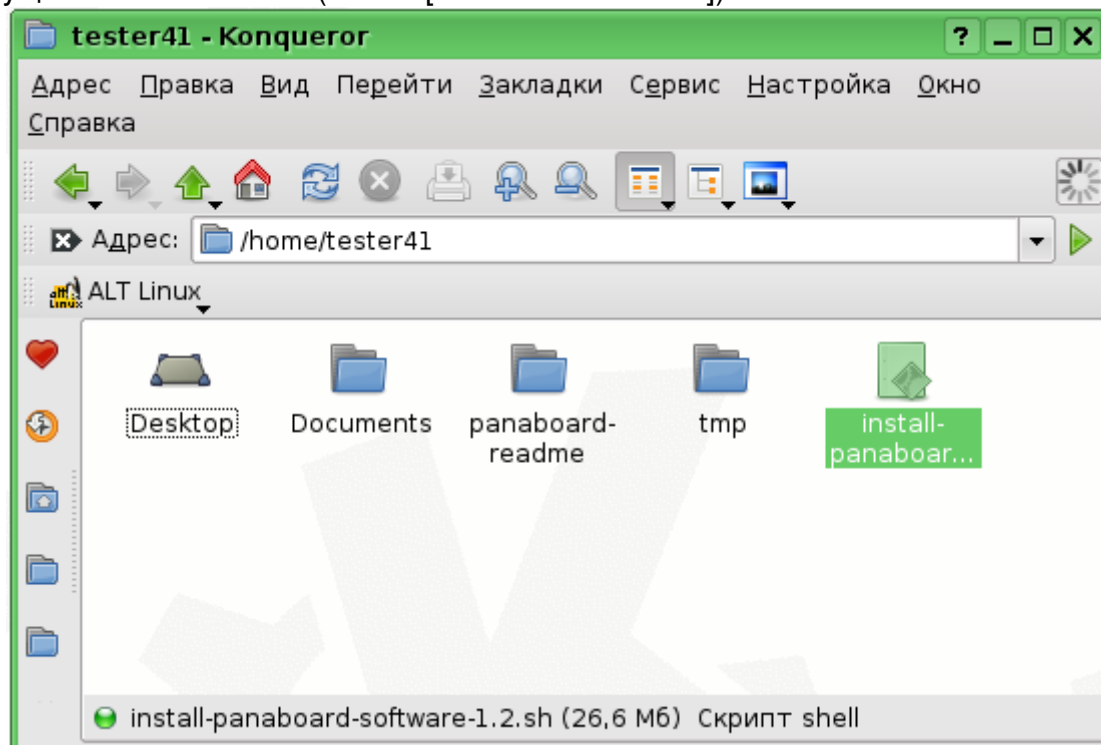 tester41 - Konqueror
Адрес Правка Вид Перейти Закладки Сервис Настройка Окно
Справка
Адрес: /home/tester41
ALT Linux
Desktop Documents panaboard-readme tmp install-panaboar...
install-panaboard-software-1.2.sh (26,6 Мб) Скрипт shell